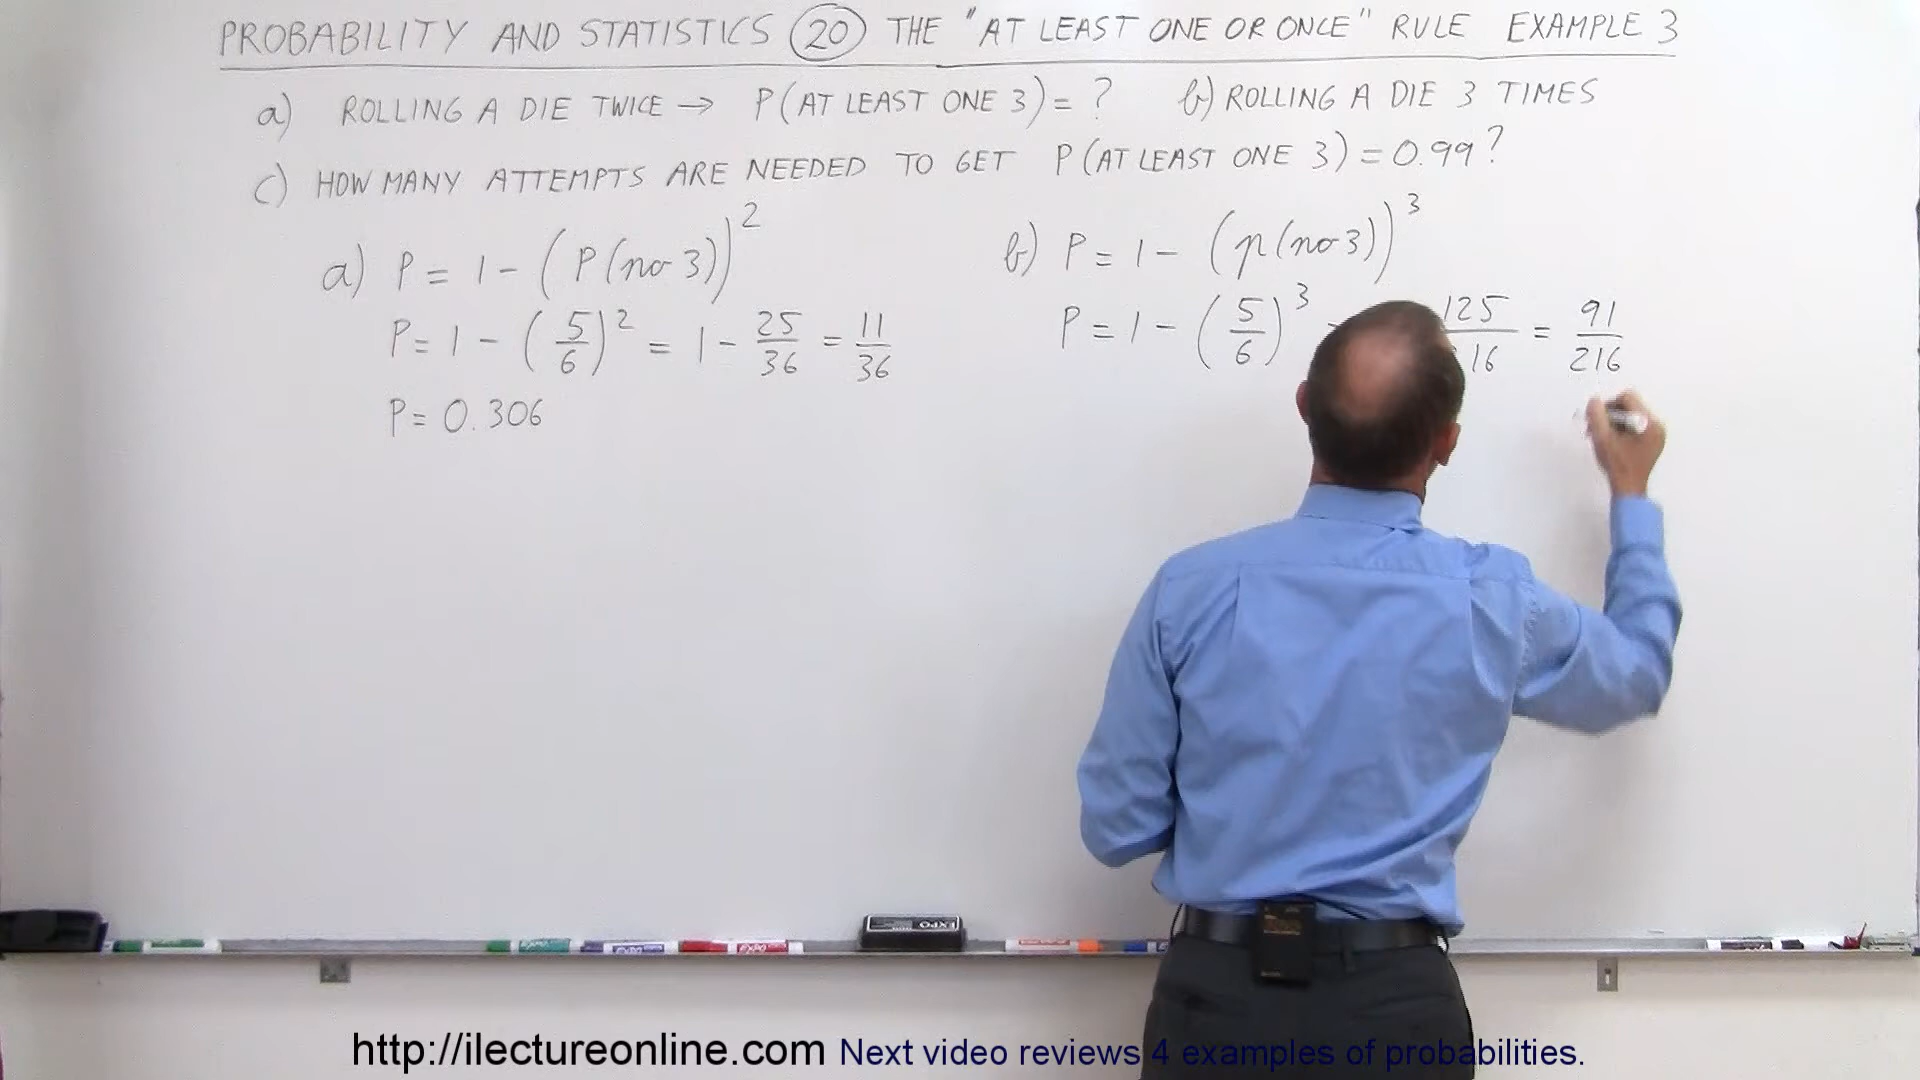 PROBABILITY AND STATISTICS 20 THE "AT LEAST ONE OR ONCE" RULE EXAMPLE 3
a) ROLLING A DIE TWICE → P(AT LEAST ONE 3) = ? b) ROLLING A DIE 3 TIMES
c) HOW MANY ATTEMPTS ARE NEEDED TO GET P(AT LEAST ONE 3) = 0.99?
a) P = 1 - (P(no 3))^2
P = 1 - (5/6)^2 = 1 - 25/36 = 11/36
P = 0.306
b) P = 1 - (p(no 3))^3
P = 1 - (5/6)^3 125/16 = 91/216
EXPO
http://ilectureonline.com Next video reviews 4 examples of probabilities.